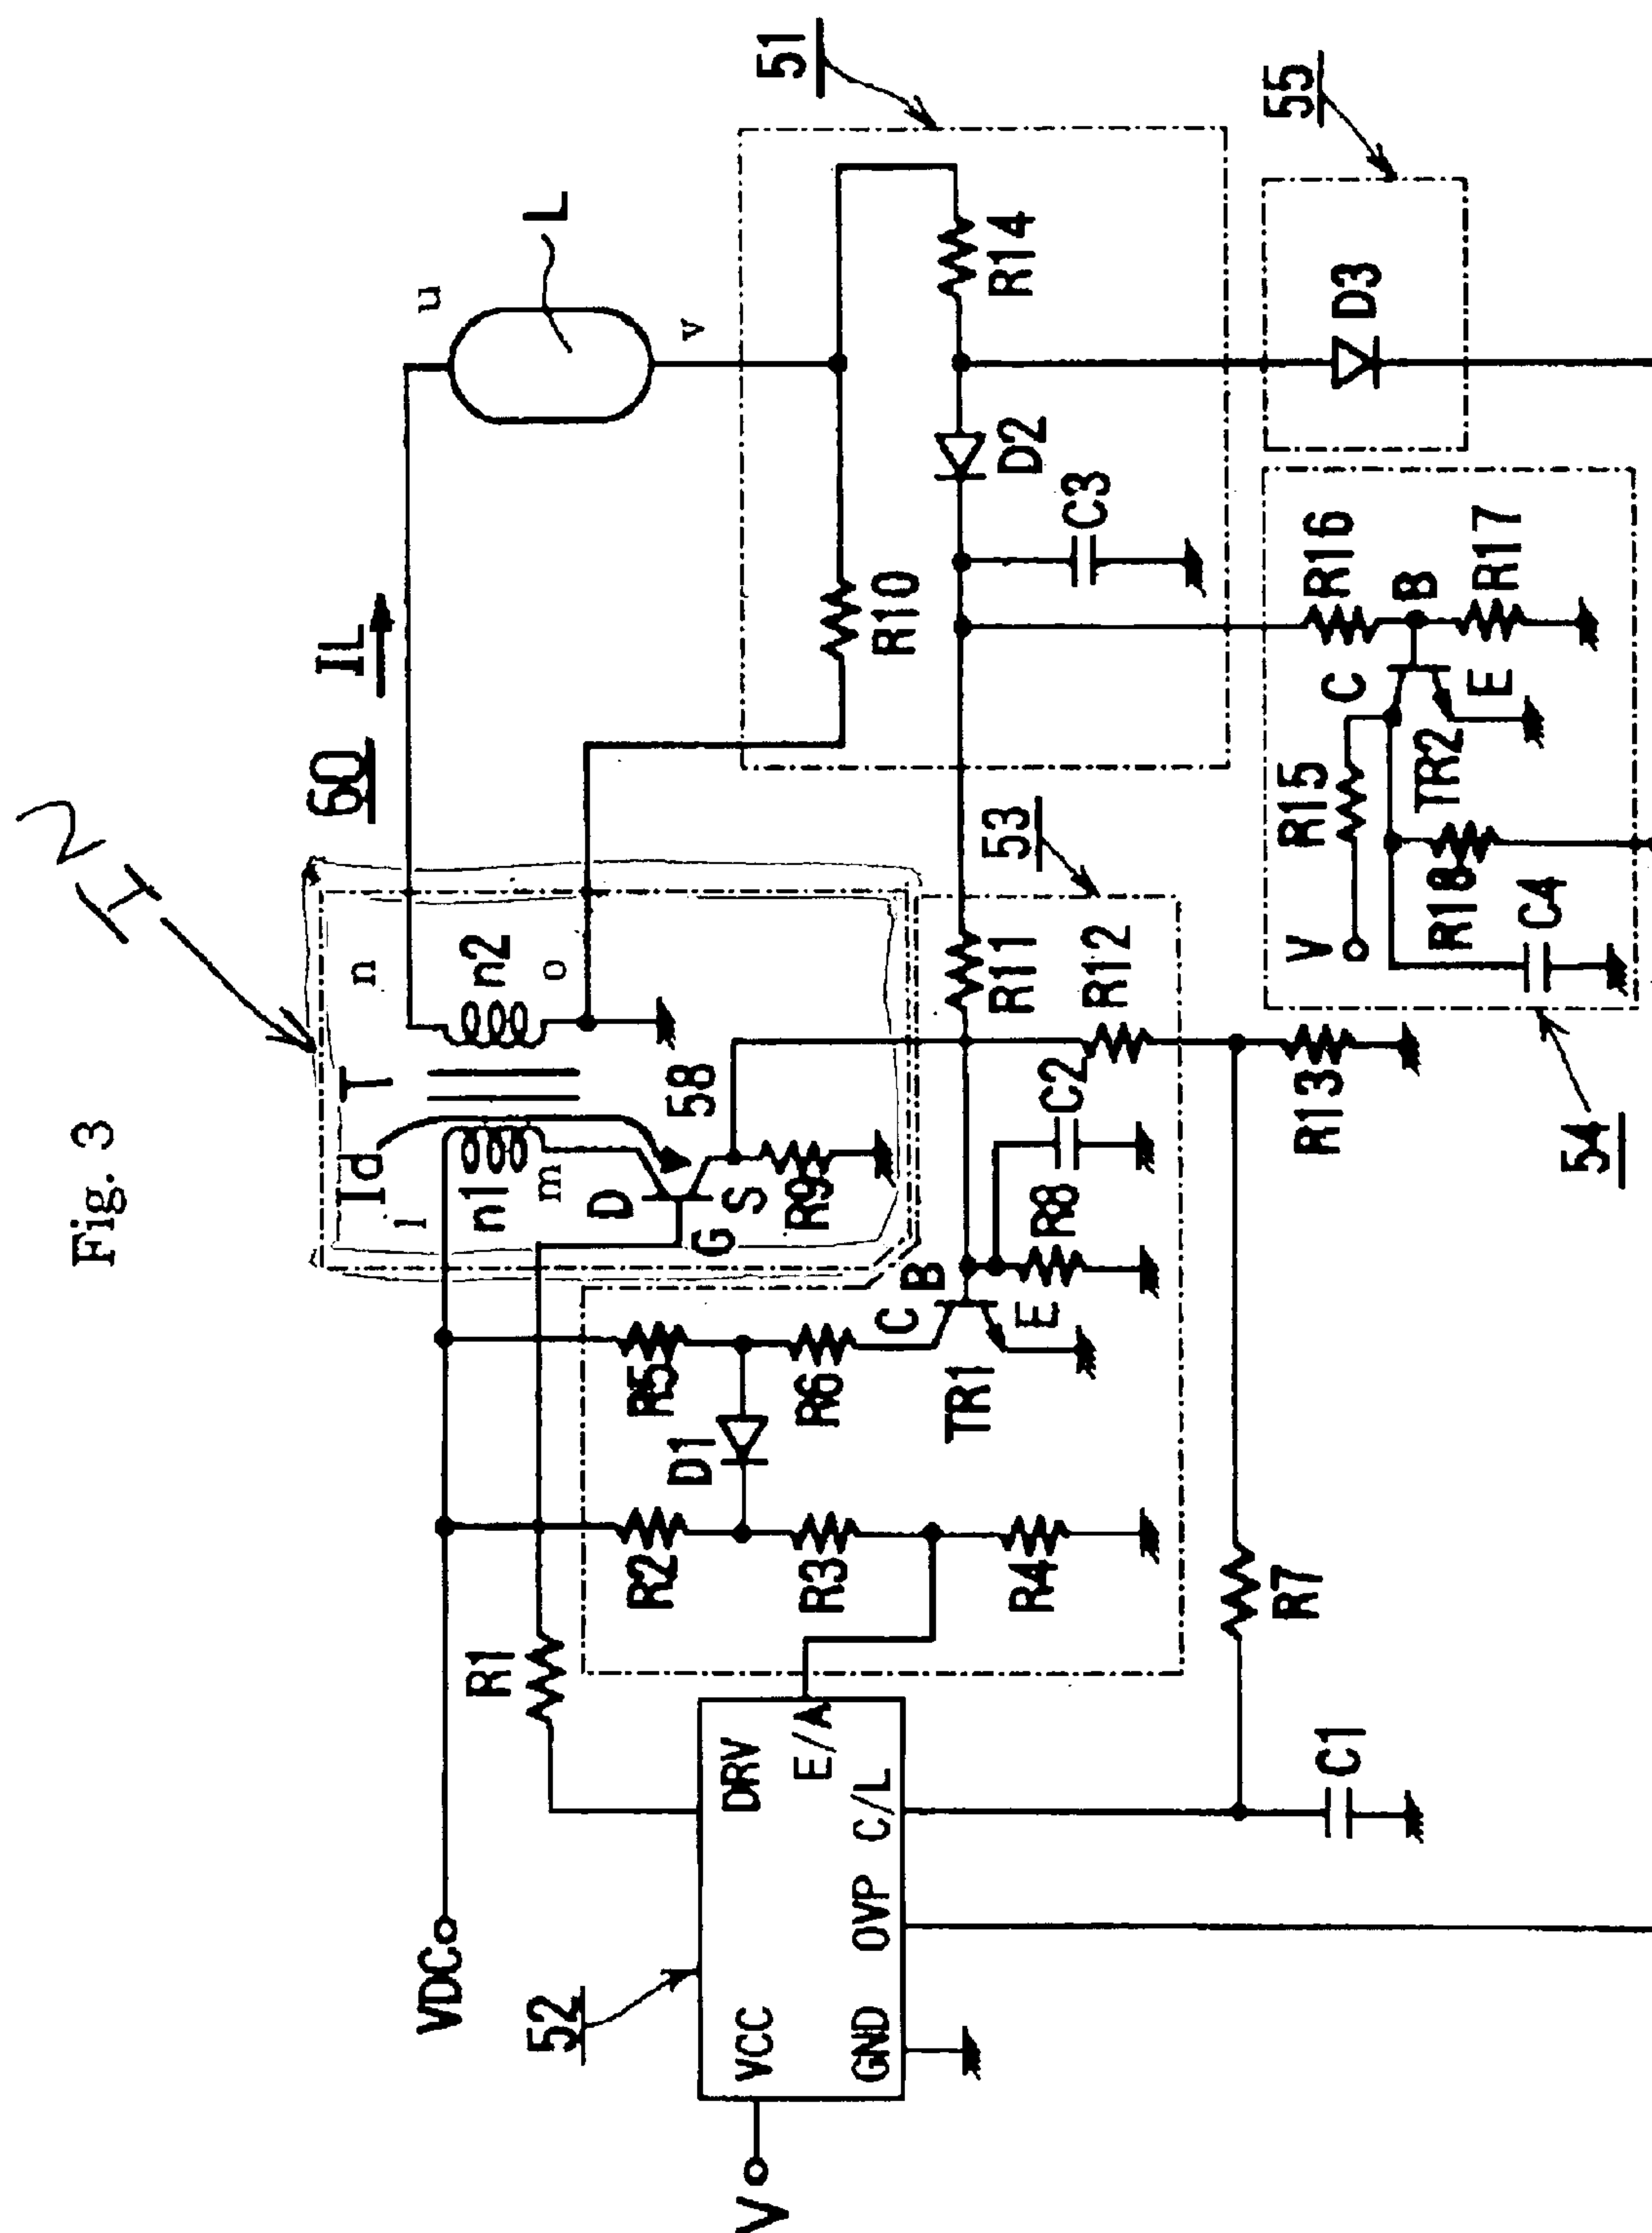 Fig. 3
2 H
60
IL
51
55
54
53
52
58
L
u
v
T
n
n2
o
Id
l
n1
m
D
S
G
R9
VDC
V
VCC
DRV
E/A
C/L
OVP
GND
R1
R2
R3
R4
D1
R5
R6
C
B
E
TR1
R8
C2
R11
R12
R13
R7
C1
R10
R14
D2
C3
D3
R16
R17
B
C
E
TR2
R15
R18
V
C4